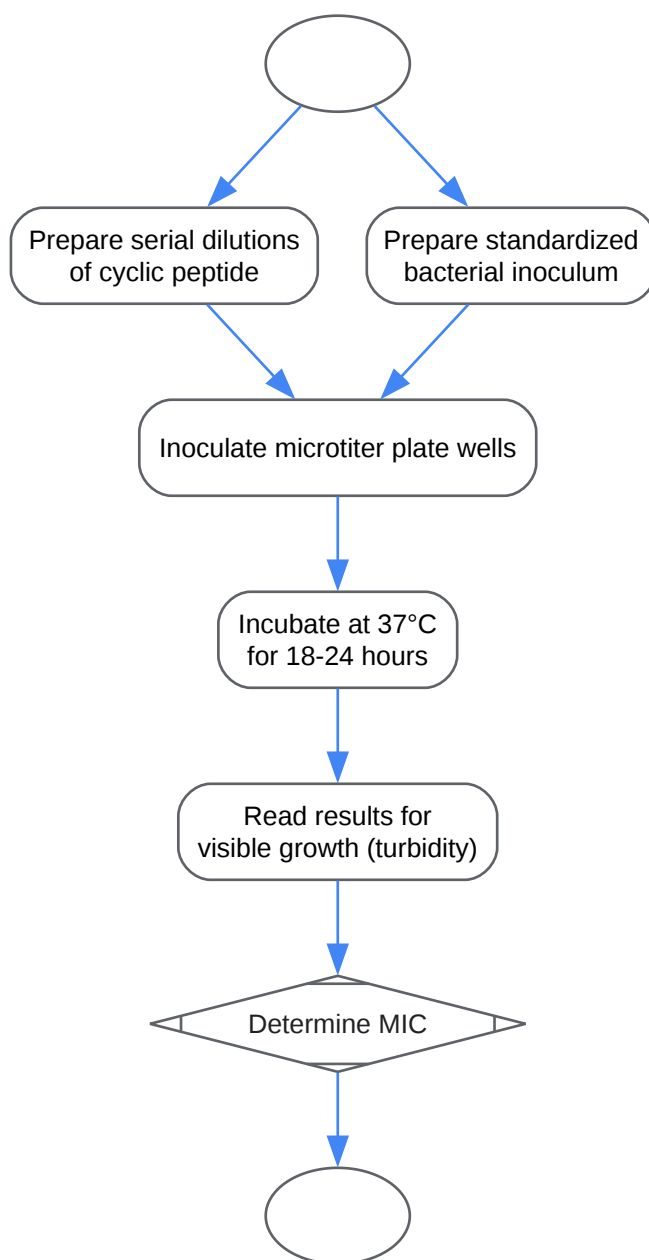 Prepare serial dilutions
of cyclic peptide
Prepare standardized
bacterial inoculum
Inoculate microtiter plate wells
Incubate at 37°C
for 18-24 hours
Read results for
visible growth (turbidity)
Determine MIC